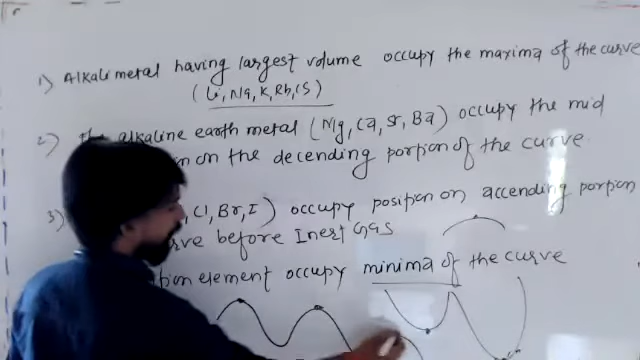 1) Alkali metal having largest volume occupy the maxima of the curve
(Li, Na, K, Rb, CS)
2) the alkaline earth metal (Mg, Ca, Sr, Ba) occupy the mid
on the decending portion of the curve
3) , Cl, Br, I) occupy position on accending portion
before Inert Gas
element occupy minima of the curve